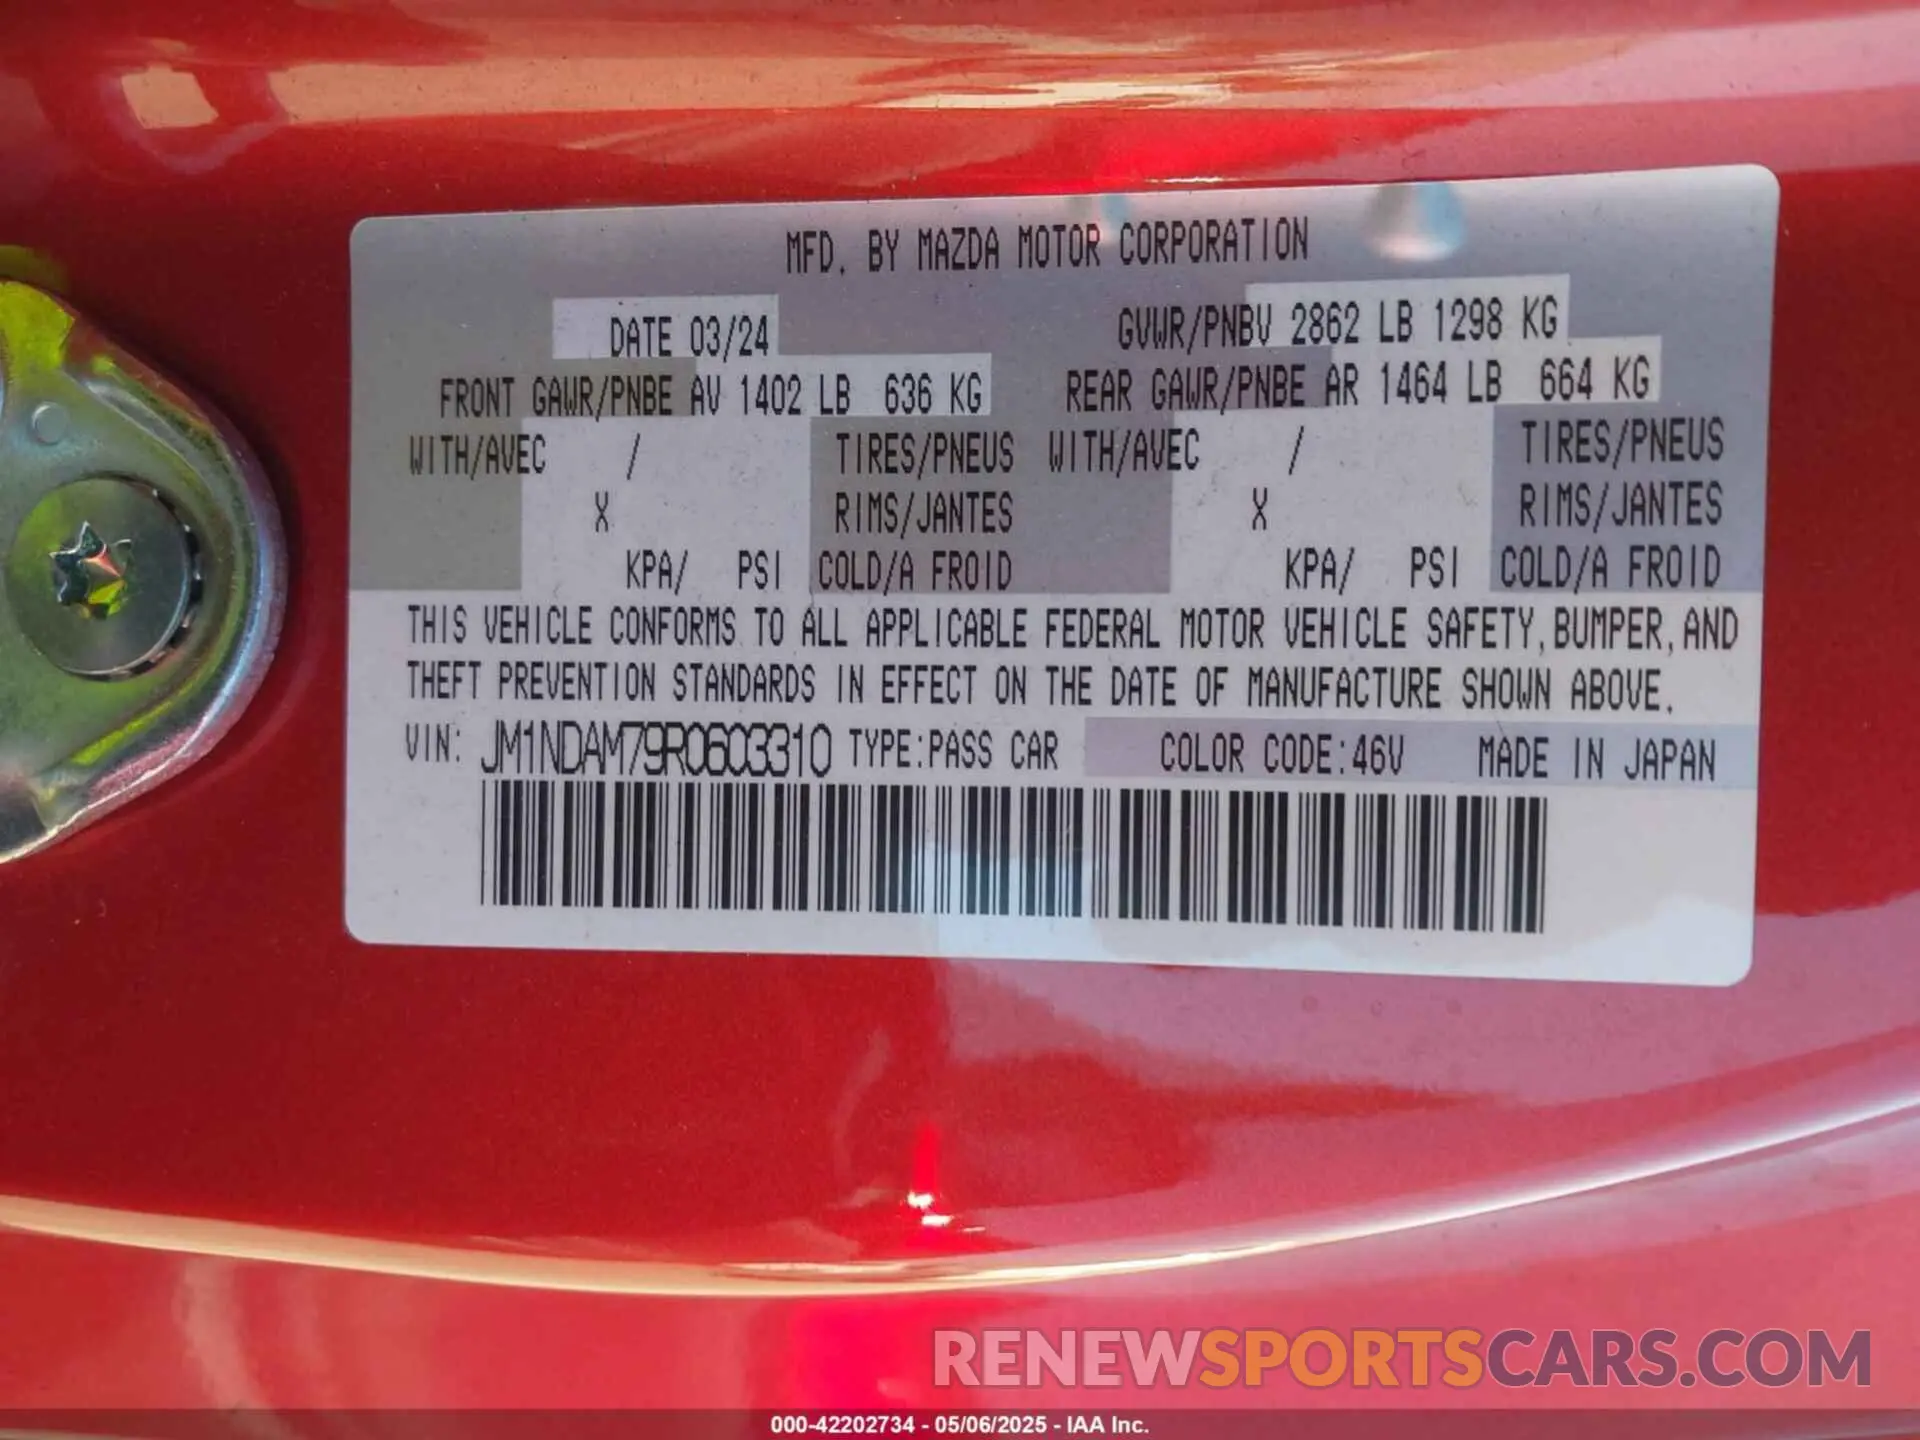 MFD. BY MAZDA MOTOR CORPORATION
DATE 03/24 GVWR/PNBV 2862 LB 1298 KG
FRONT GAWR/PNBE AV 1402 LB 636 KG REAR GAWR/PNBE AR 1464 LB 664 KG
WITH/AVEC / TIRES/PNEUS WITH/AVEC / TIRES/PNEUS
X RIMS/JANTES X RIMS/JANTES
KPA/ PSI COLD/A FROID KPA/ PSI COLD/A FROID
THIS VEHICLE CONFORMS TO ALL APPLICABLE FEDERAL MOTOR VEHICLE SAFETY, BUMPER, AND
THEFT PREVENTION STANDARDS IN EFFECT ON THE DATE OF MANUFACTURE SHOWN ABOVE.
VIN: JM1NDAM79R0603310 TYPE:PASS CAR COLOR CODE:46V MADE IN JAPAN
RENEWSPORTSCARS.COM
000-42202734 - 05/06/2025 - IAA Inc.